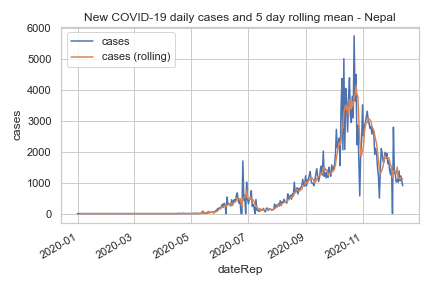 New COVID-19 daily cases and 5 day rolling mean - Nepal
cases
cases (rolling)
6000
5000
4000
3000
2000
1000
0
cases
2020-01
2020-03
2020-05
2020-07
2020-09
2020-11
dateRep